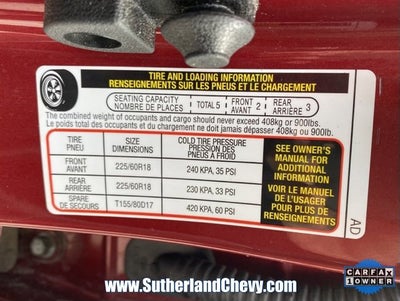 TIRE AND LOADING INFORMATION
RENSEIGNEMENTS SUR LES PNEUS ET LE CHARGEMENT
SEATING CAPACITY
NOMBRE DE PLACES
TOTAL 5
FRONT
AVANT 2
REAR
ARRIÈRE 3
The combined weight of occupants and cargo should never exceed 408kg or 900lbs.
Le poids total des occupants et du chargement ne doit jamais dépasser 408kg ou 900lb.
TIRE
PNEU
SIZE
DIMENSIONS
COLD TIRE PRESSURE
PRESSION DES
PNEUS A FROID
FRONT
AVANT
225/60R18
240 KPA, 35 PSI
REAR
ARRIÈRE
225/60R18
230 KPA, 33 PSI
SPARE
DE SECOURS
T155/80D17
420 KPA, 60 PSI
SEE OWNER'S
MANUAL FOR
ADDITIONAL
INFORMATION
VOIR LE MANUEL
DE L'USAGER
POUR PLUS DE
RENSEIGNEMENTS
AD
www.SutherlandChevy.com
CARFAX
1 OWNER